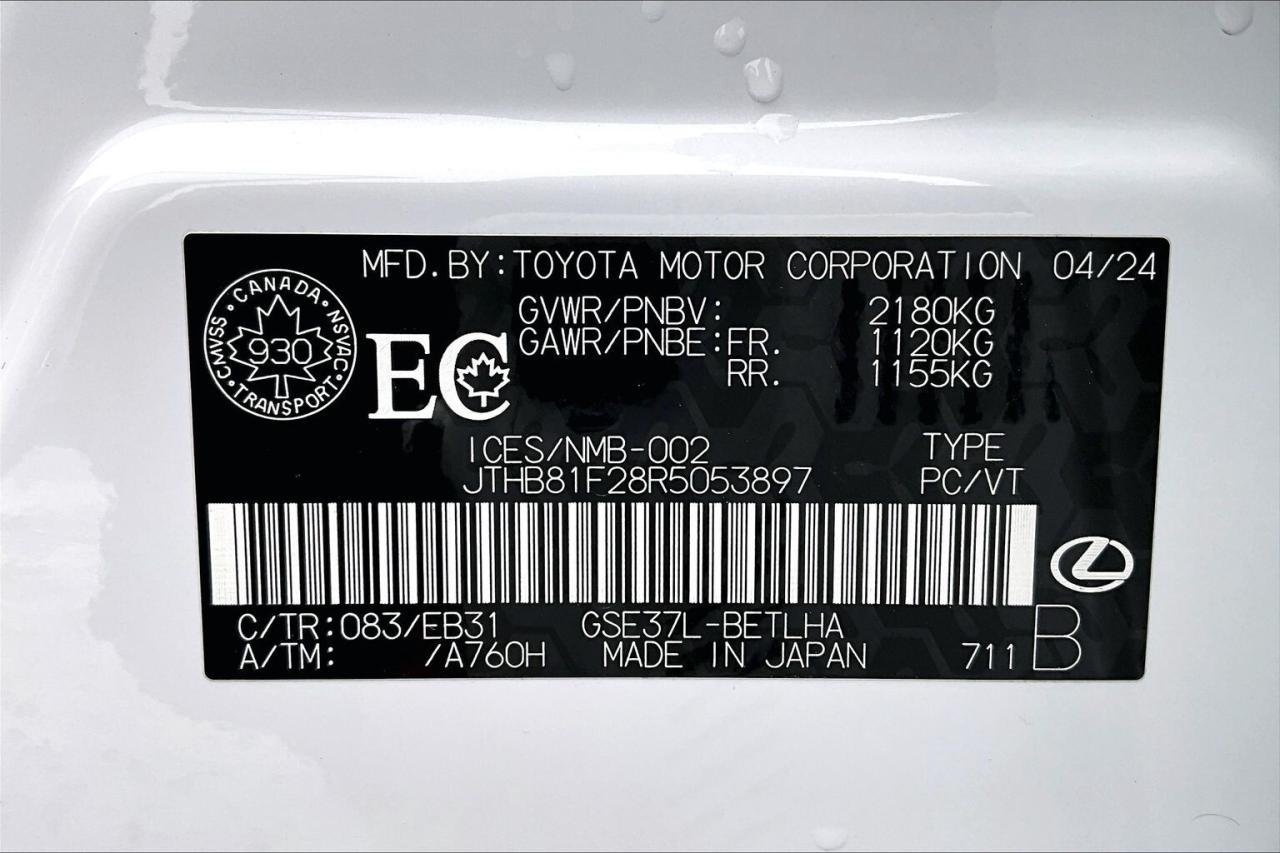 MFD.BY:TOYOTA MOTOR CORPORATION 04/24
CANADA
CMVSS
NSVAC
930
TRANSPORT
EC
GVWR/PNBV: 2180KG
GAWR/PNBE:FR. 1120KG
RR. 1155KG
ICES/NMB-002 TYPE
JTHB81F28R5053897 PC/VT
C/TR:083/EB31 GSE37L-BETLHA
A/TM: /A760H MADE IN JAPAN 711 B